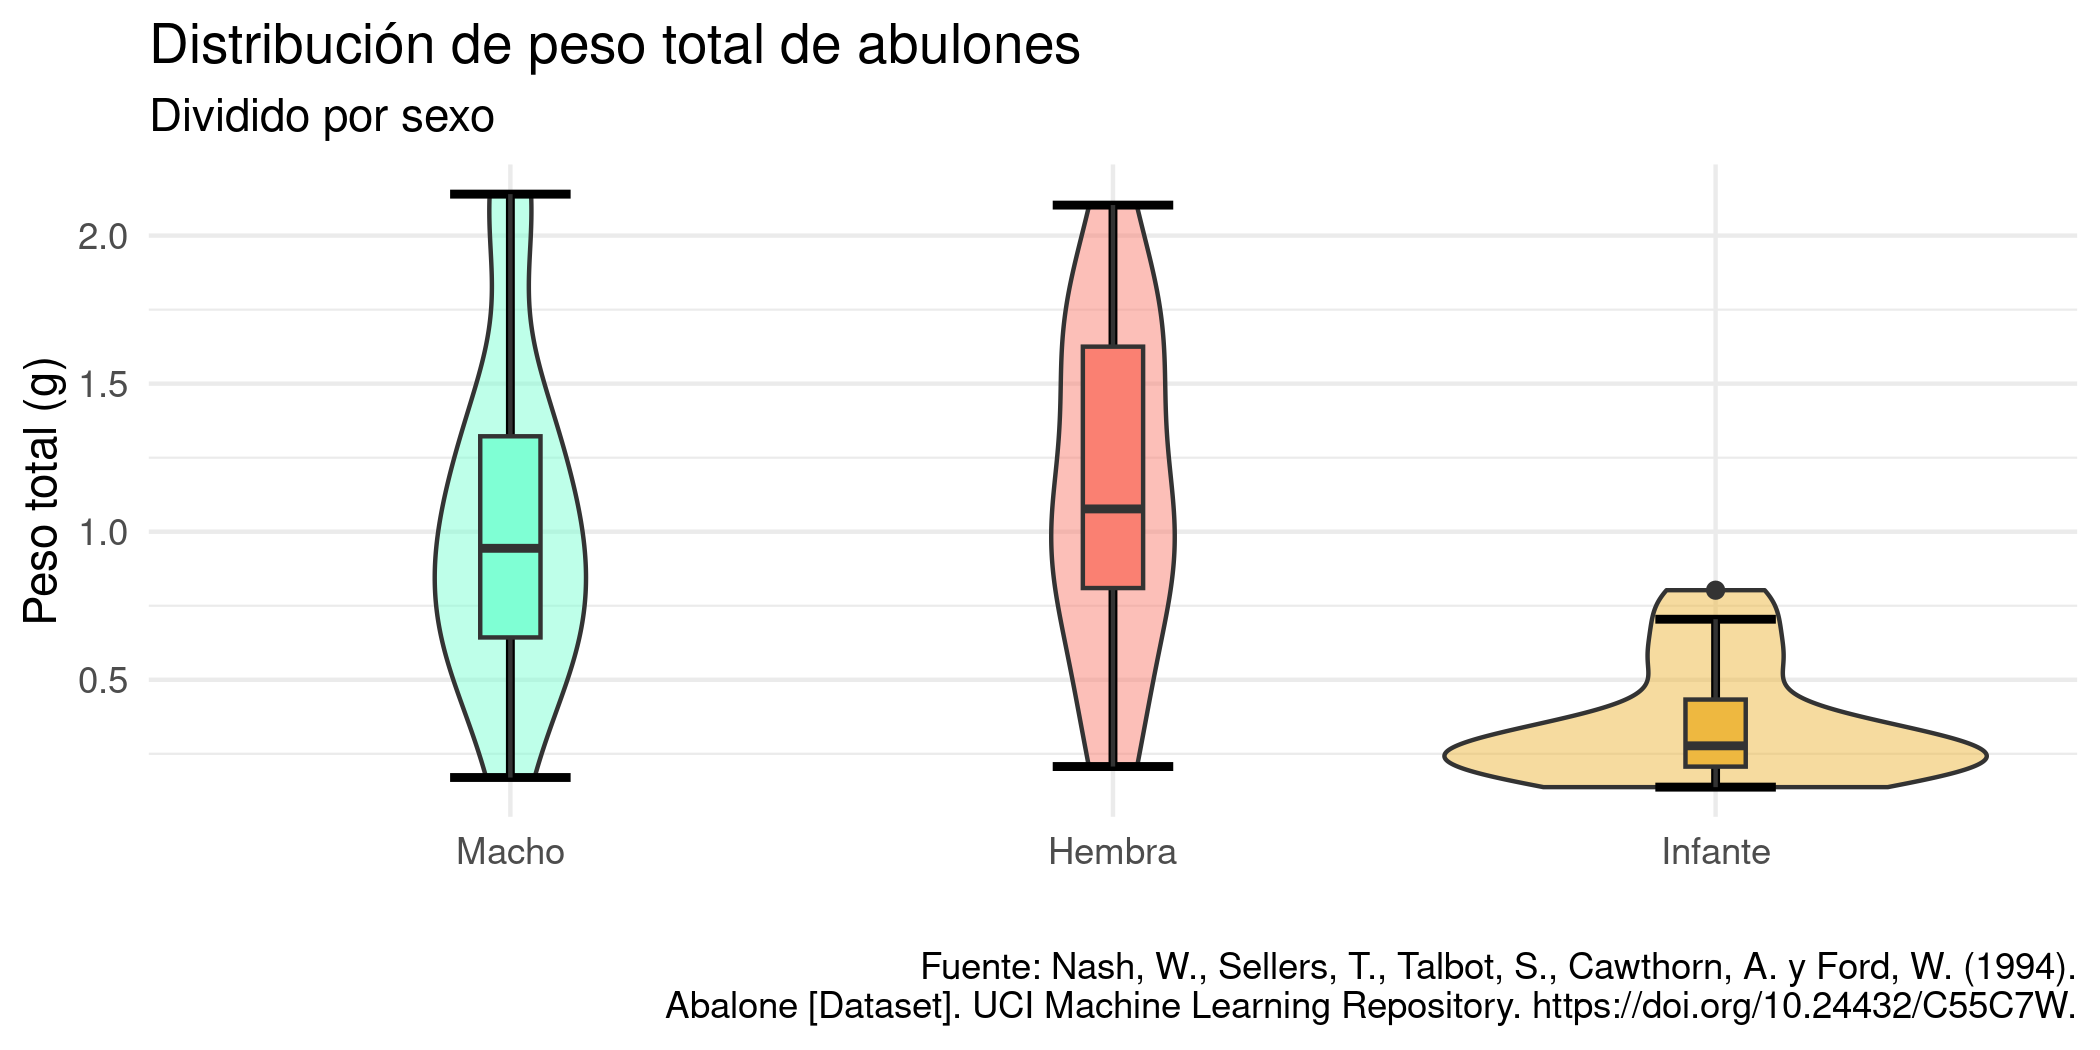 Distribución de peso total de abulones
Dividido por sexo
Peso total (g)
2.0
1.5
1.0
0.5
Macho
Hembra
Infante
Fuente: Nash, W., Sellers, T., Talbot, S., Cawthorn, A. y Ford, W. (1994).
Abalone [Dataset]. UCI Machine Learning Repository. https://doi.org/10.24432/C55C7W.